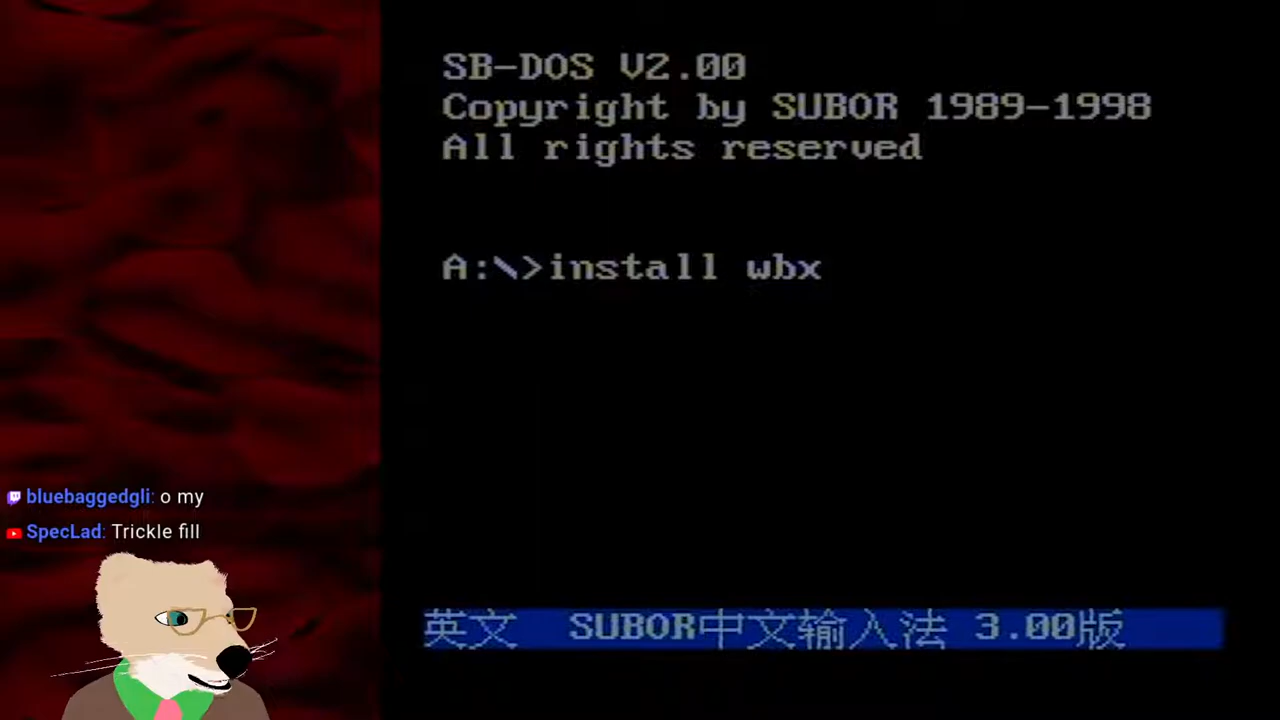 SB-DOS V2.00
Copyright by SUBOR 1989-1998
All rights reserved
A:\>install wbx
bluebaggedgli: o my
SpecLad: Trickle fill
英文 SUBOR中文输入法 3.00版